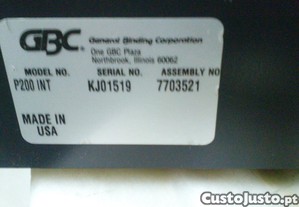 GBC General Binding Corporation
One GBC Plaza
Northbrook, Illinois 60062
MODEL NO. SERIAL NO. ASSEMBLY NO
P200 INT KJ01519 7703521
MADE IN
USA
CustoJusto.pt